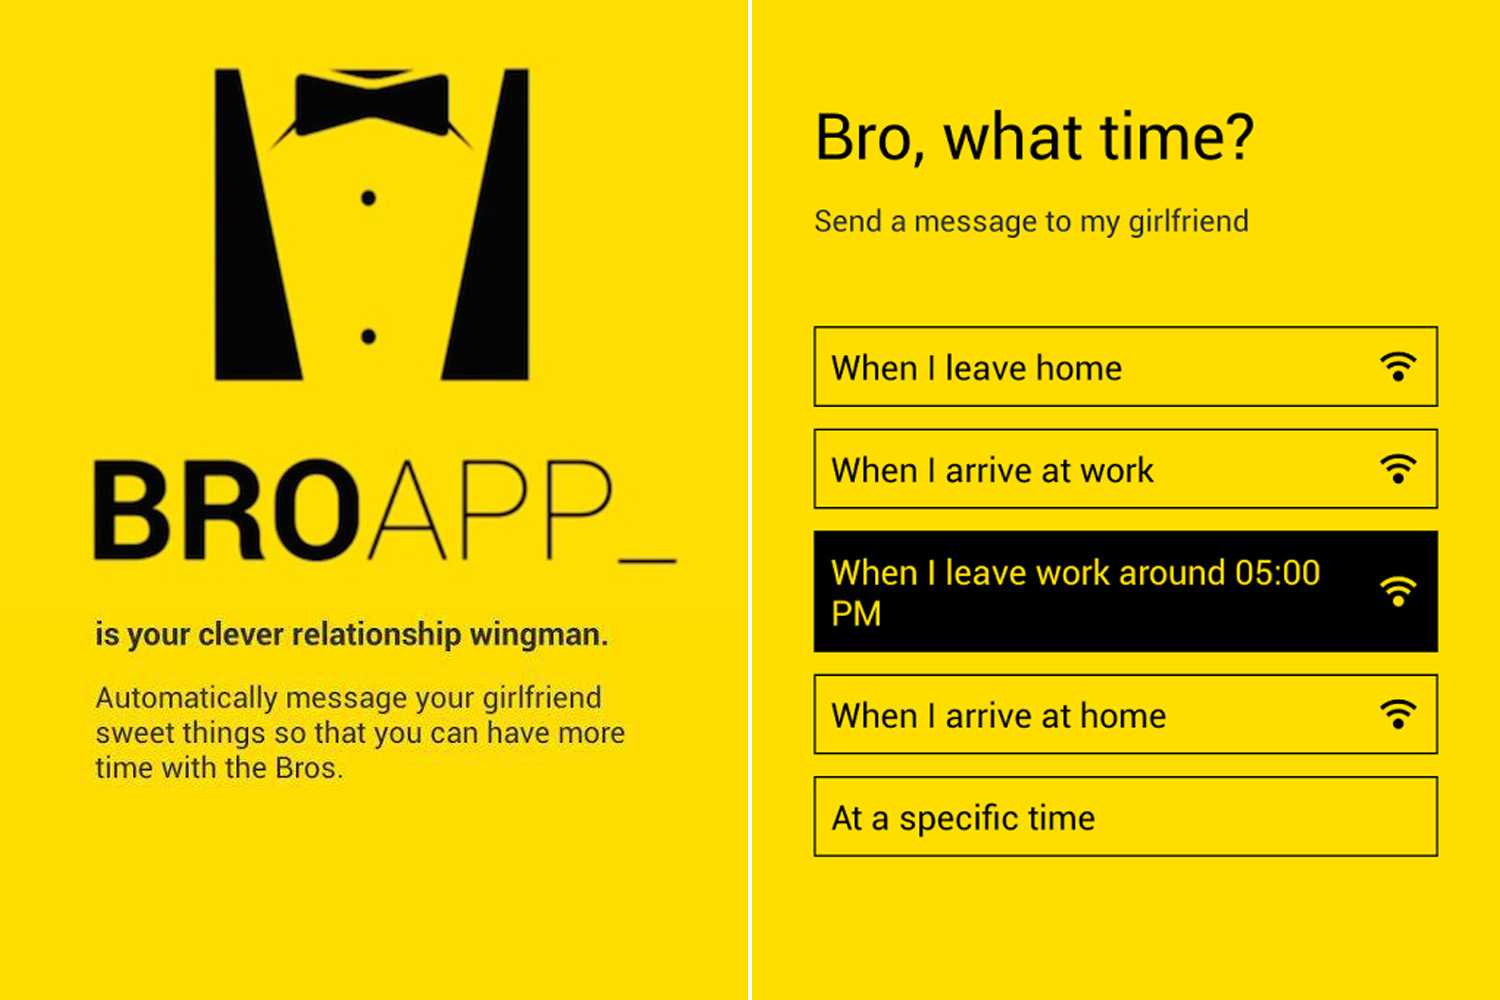 BROAPP_
is your clever relationship wingman.
Automatically message your girlfriend
sweet things so that you can have more
time with the Bros.
Bro, what time?
Send a message to my girlfriend
When I leave home
When I arrive at work
When I leave work around 05:00
PM
When I arrive at home
At a specific time